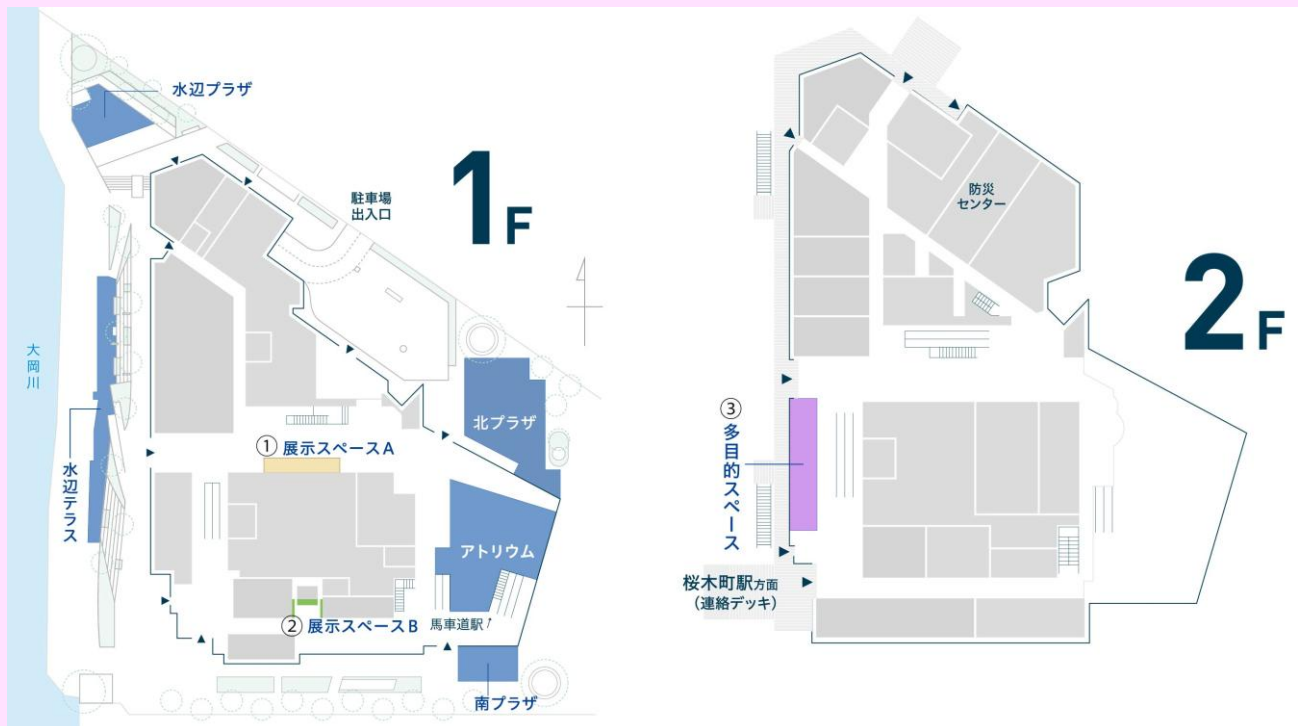 水辺プラザ
1F
駐車場
出入口
大岡川
水辺テラス
① 展示スペースA
北プラザ
アトリウム
② 展示スペースB
馬車道駅
南プラザ
2F
防災
センター
③多目的スペース
桜木町駅方面
（連絡デッキ）